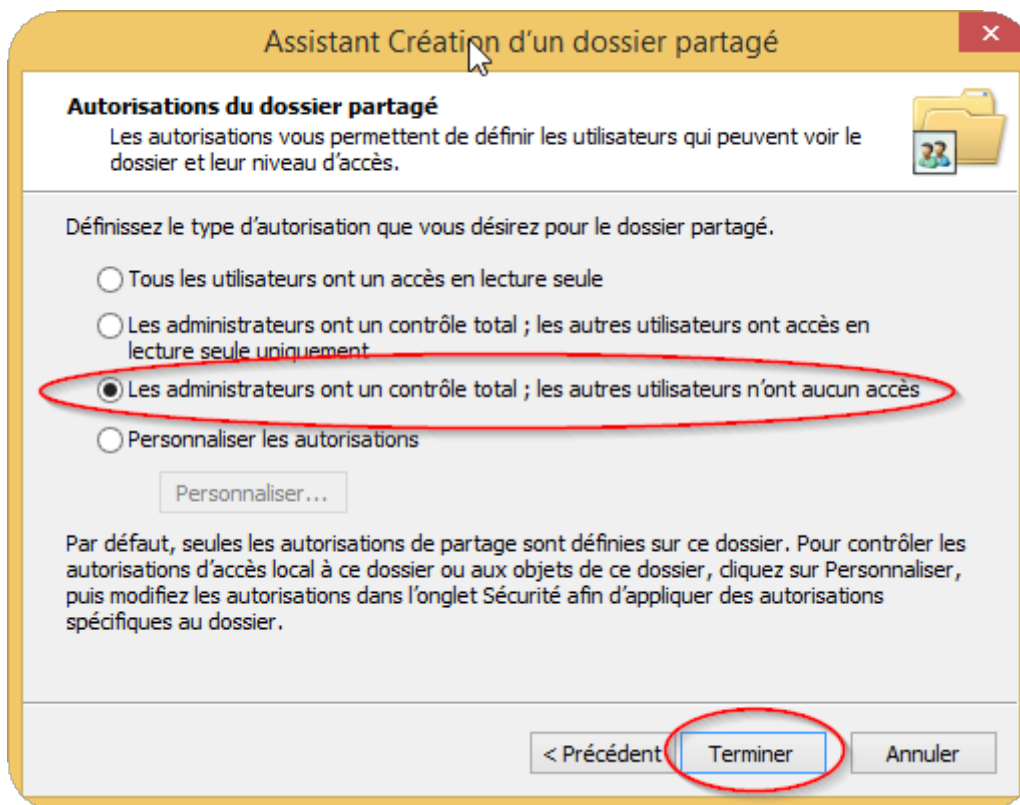 Assistant Création d'un dossier partagé
Autorisations du dossier partagé
Les autorisations vous permettent de définir les utilisateurs qui peuvent voir le
dossier et leur niveau d'accès.
Définissez le type d'autorisation que vous désirez pour le dossier partagé.
Tous les utilisateurs ont un accès en lecture seule
Les administrateurs ont un contrôle total ; les autres utilisateurs ont accès en
lecture seule uniquement
Les administrateurs ont un contrôle total ; les autres utilisateurs n'ont aucun accès
Personnaliser les autorisations
Personnaliser...
Par défaut, seules les autorisations de partage sont définies sur ce dossier. Pour contrôler les
autorisations d'accès local à ce dossier ou aux objets de ce dossier, cliquez sur Personnaliser,
puis modifiez les autorisations dans l'onglet Sécurité afin d'appliquer des autorisations
spécifiques au dossier.
< Précédent Terminer Annuler